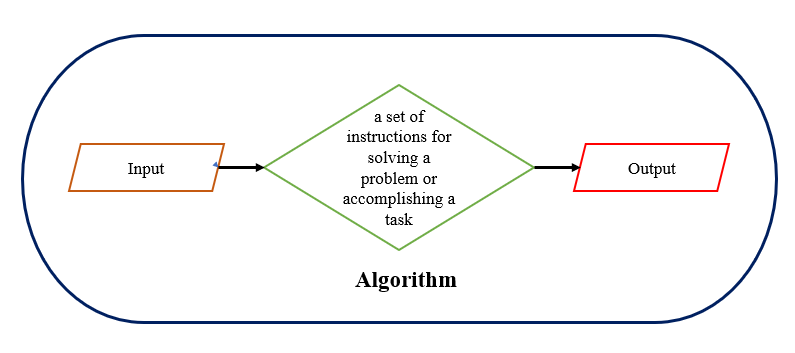 Input
a set of
instructions for
solving a
problem or
accomplishing a
task
Output
Algorithm